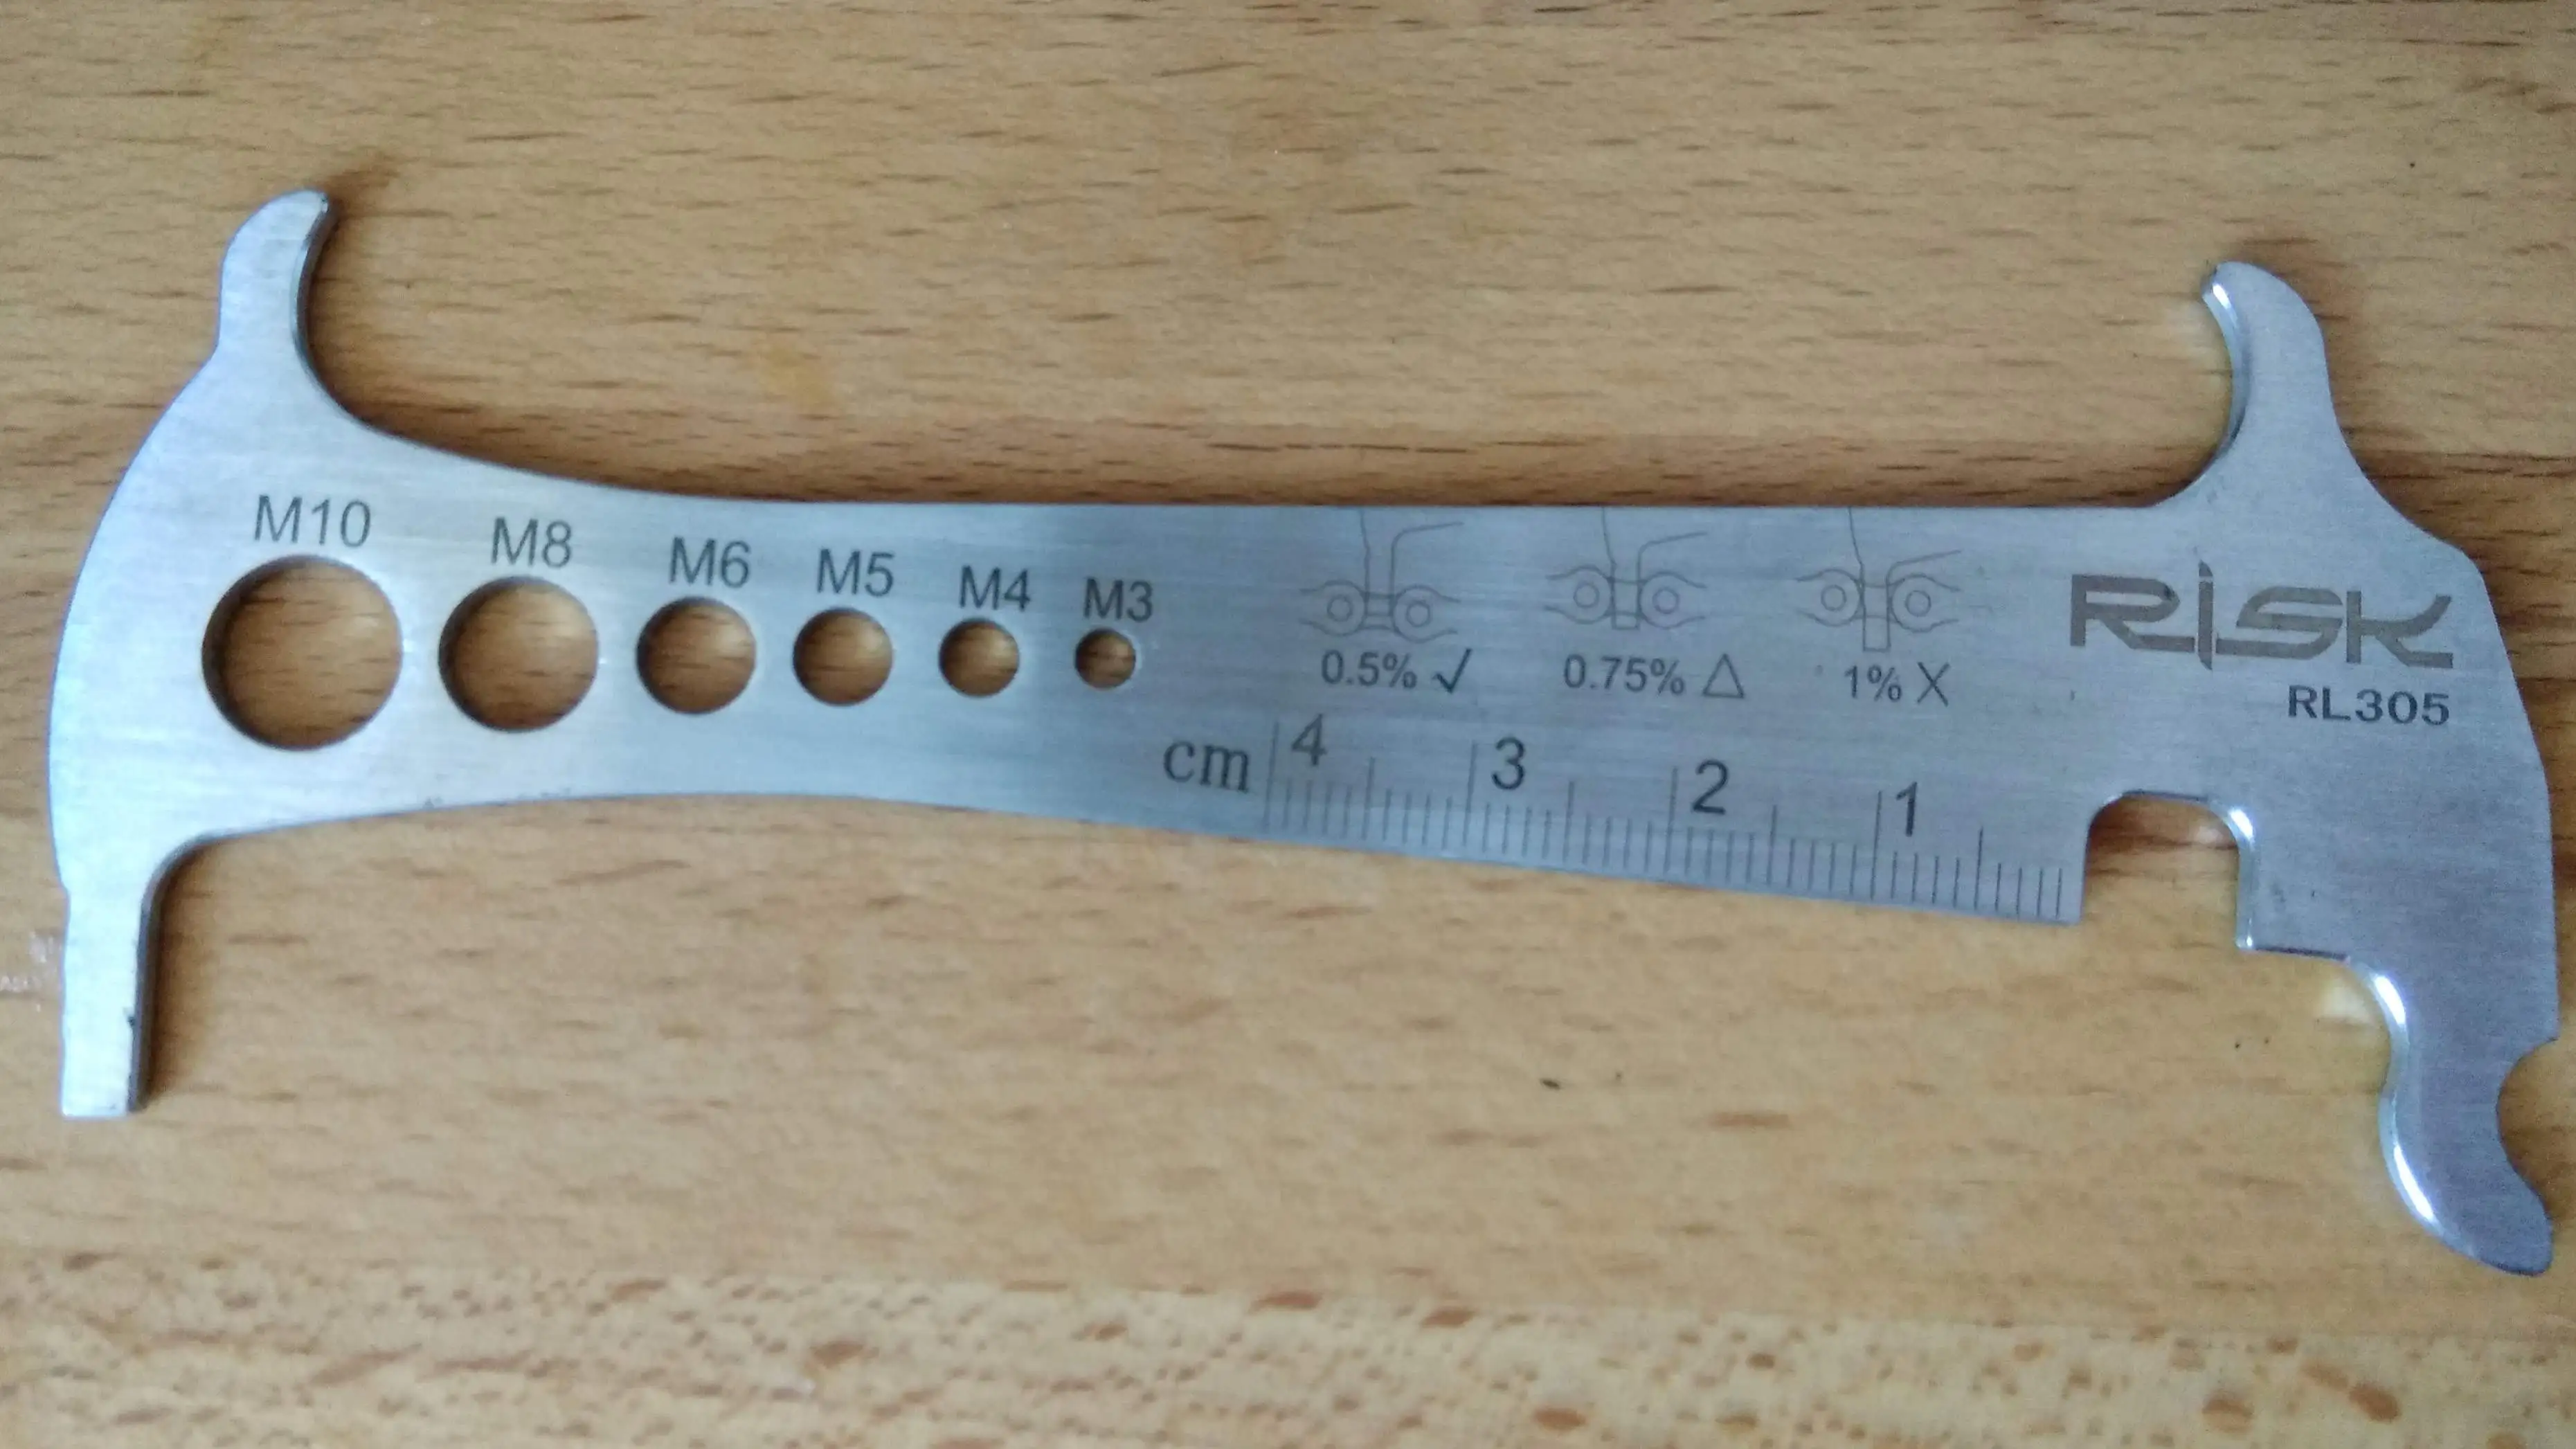 M10 M8 M6 M5 M4 M3
0.5% √ 0.75% △ 1% X
RISK
RL305
cm 4 3 2 1